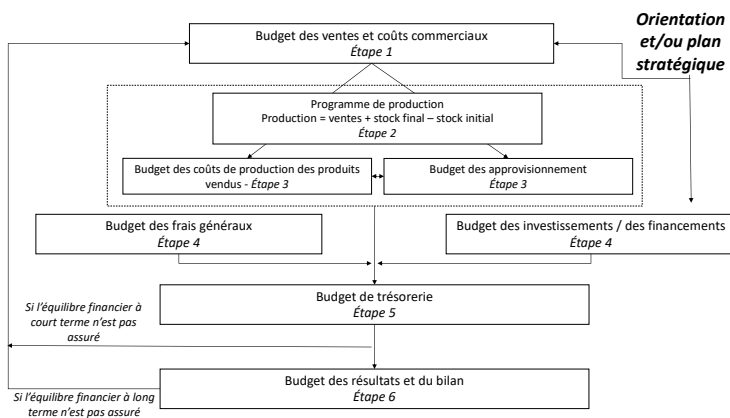 Orientation
et/ou plan
stratégique
Budget des ventes et coûts commerciaux
Étape 1
Programme de production
Production = ventes + stock final – stock initial
Étape 2
Budget des coûts de production des produits
vendus - Étape 3
Budget des approvisionnement
Étape 3
Budget des frais généraux
Étape 4
Budget des investissements / des financements
Étape 4
Budget de trésorerie
Étape 5
Si l’équilibre financier à
court terme n’est pas
assuré
Budget des résultats et du bilan
Étape 6
Si l’équilibre financier à long
terme n’est pas assuré